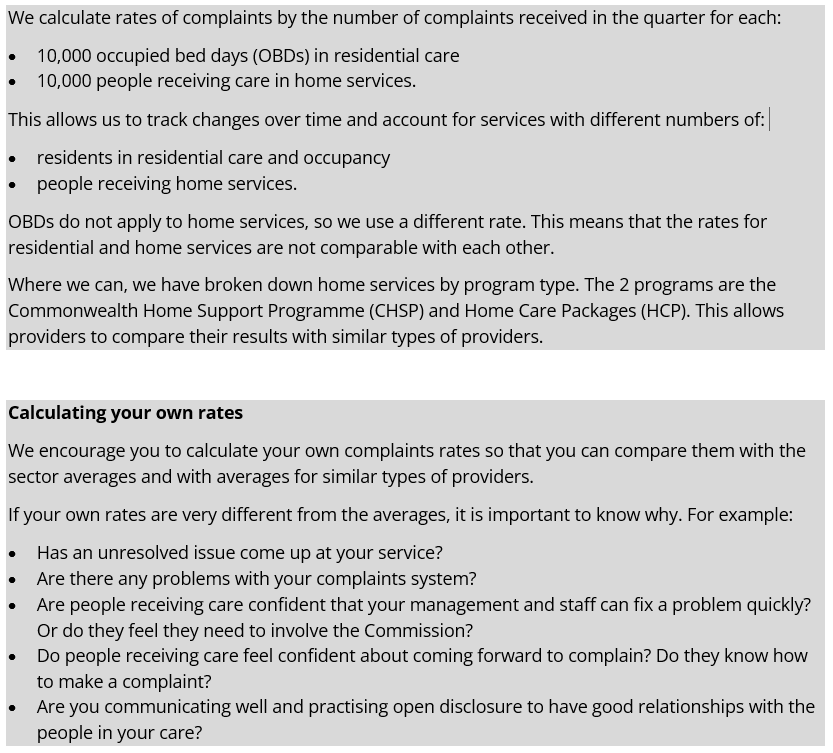 We calculate rates of complaints by the number of complaints received in the quarter for each:
• 10,000 occupied bed days (OBDs) in residential care
• 10,000 people receiving care in home services.
This allows us to track changes over time and account for services with different numbers of:
• residents in residential care and occupancy
• people receiving home services.
OBDs do not apply to home services, so we use a different rate. This means that the rates for
residential and home services are not comparable with each other.
Where we can, we have broken down home services by program type. The 2 programs are the
Commonwealth Home Support Programme (CHSP) and Home Care Packages (HCP). This allows
providers to compare their results with similar types of providers.
Calculating your own rates
We encourage you to calculate your own complaints rates so that you can compare them with the
sector averages and with averages for similar types of providers.
If your own rates are very different from the averages, it is important to know why. For example:
• Has an unresolved issue come up at your service?
• Are there any problems with your complaints system?
• Are people receiving care confident that your management and staff can fix a problem quickly?
Or do they feel they need to involve the Commission?
• Do people receiving care feel confident about coming forward to complain? Do they know how
to make a complaint?
• Are you communicating well and practising open disclosure to have good relationships with the
people in your care?